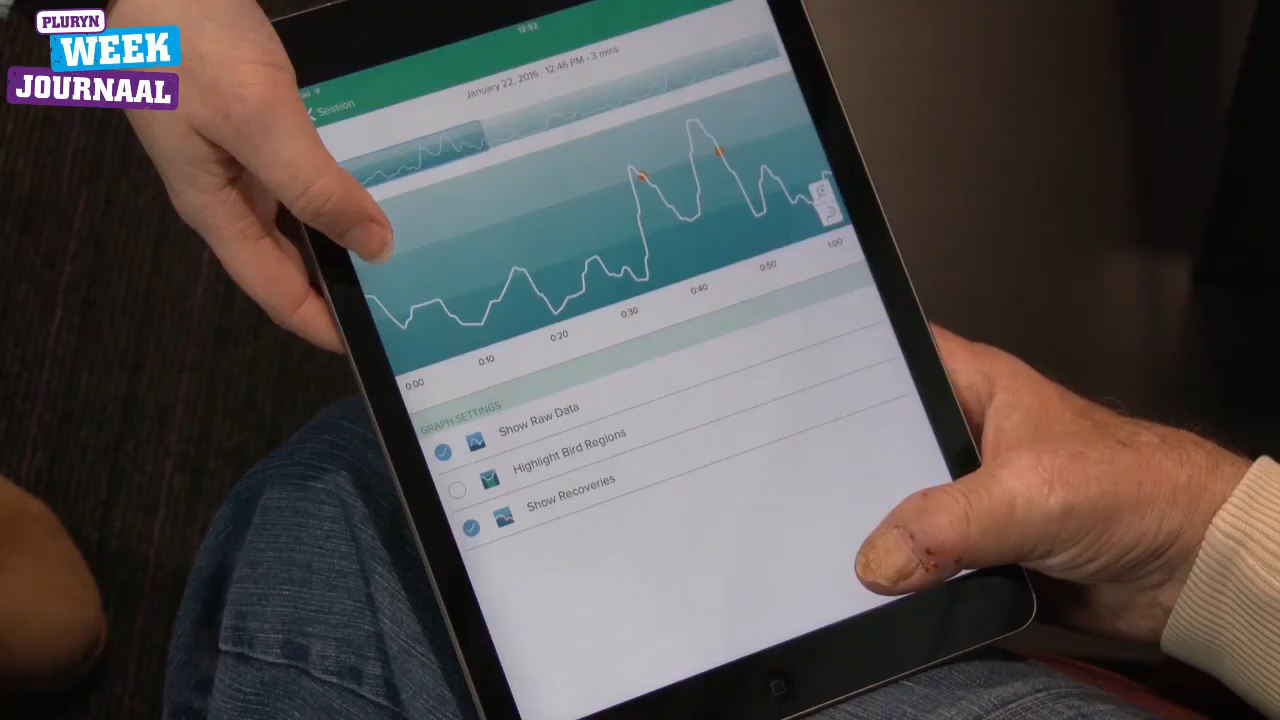 PLURYN
WEEK
JOURNAAL
12:53
Session
January 22, 2016 - 12:46 PM - 3 mins
0:00
0:10
0:20
0:30
0:40
0:50
1:00
GRAPH SETTINGS
Show Raw Data
Highlight Bird Regions
Show Recoveries